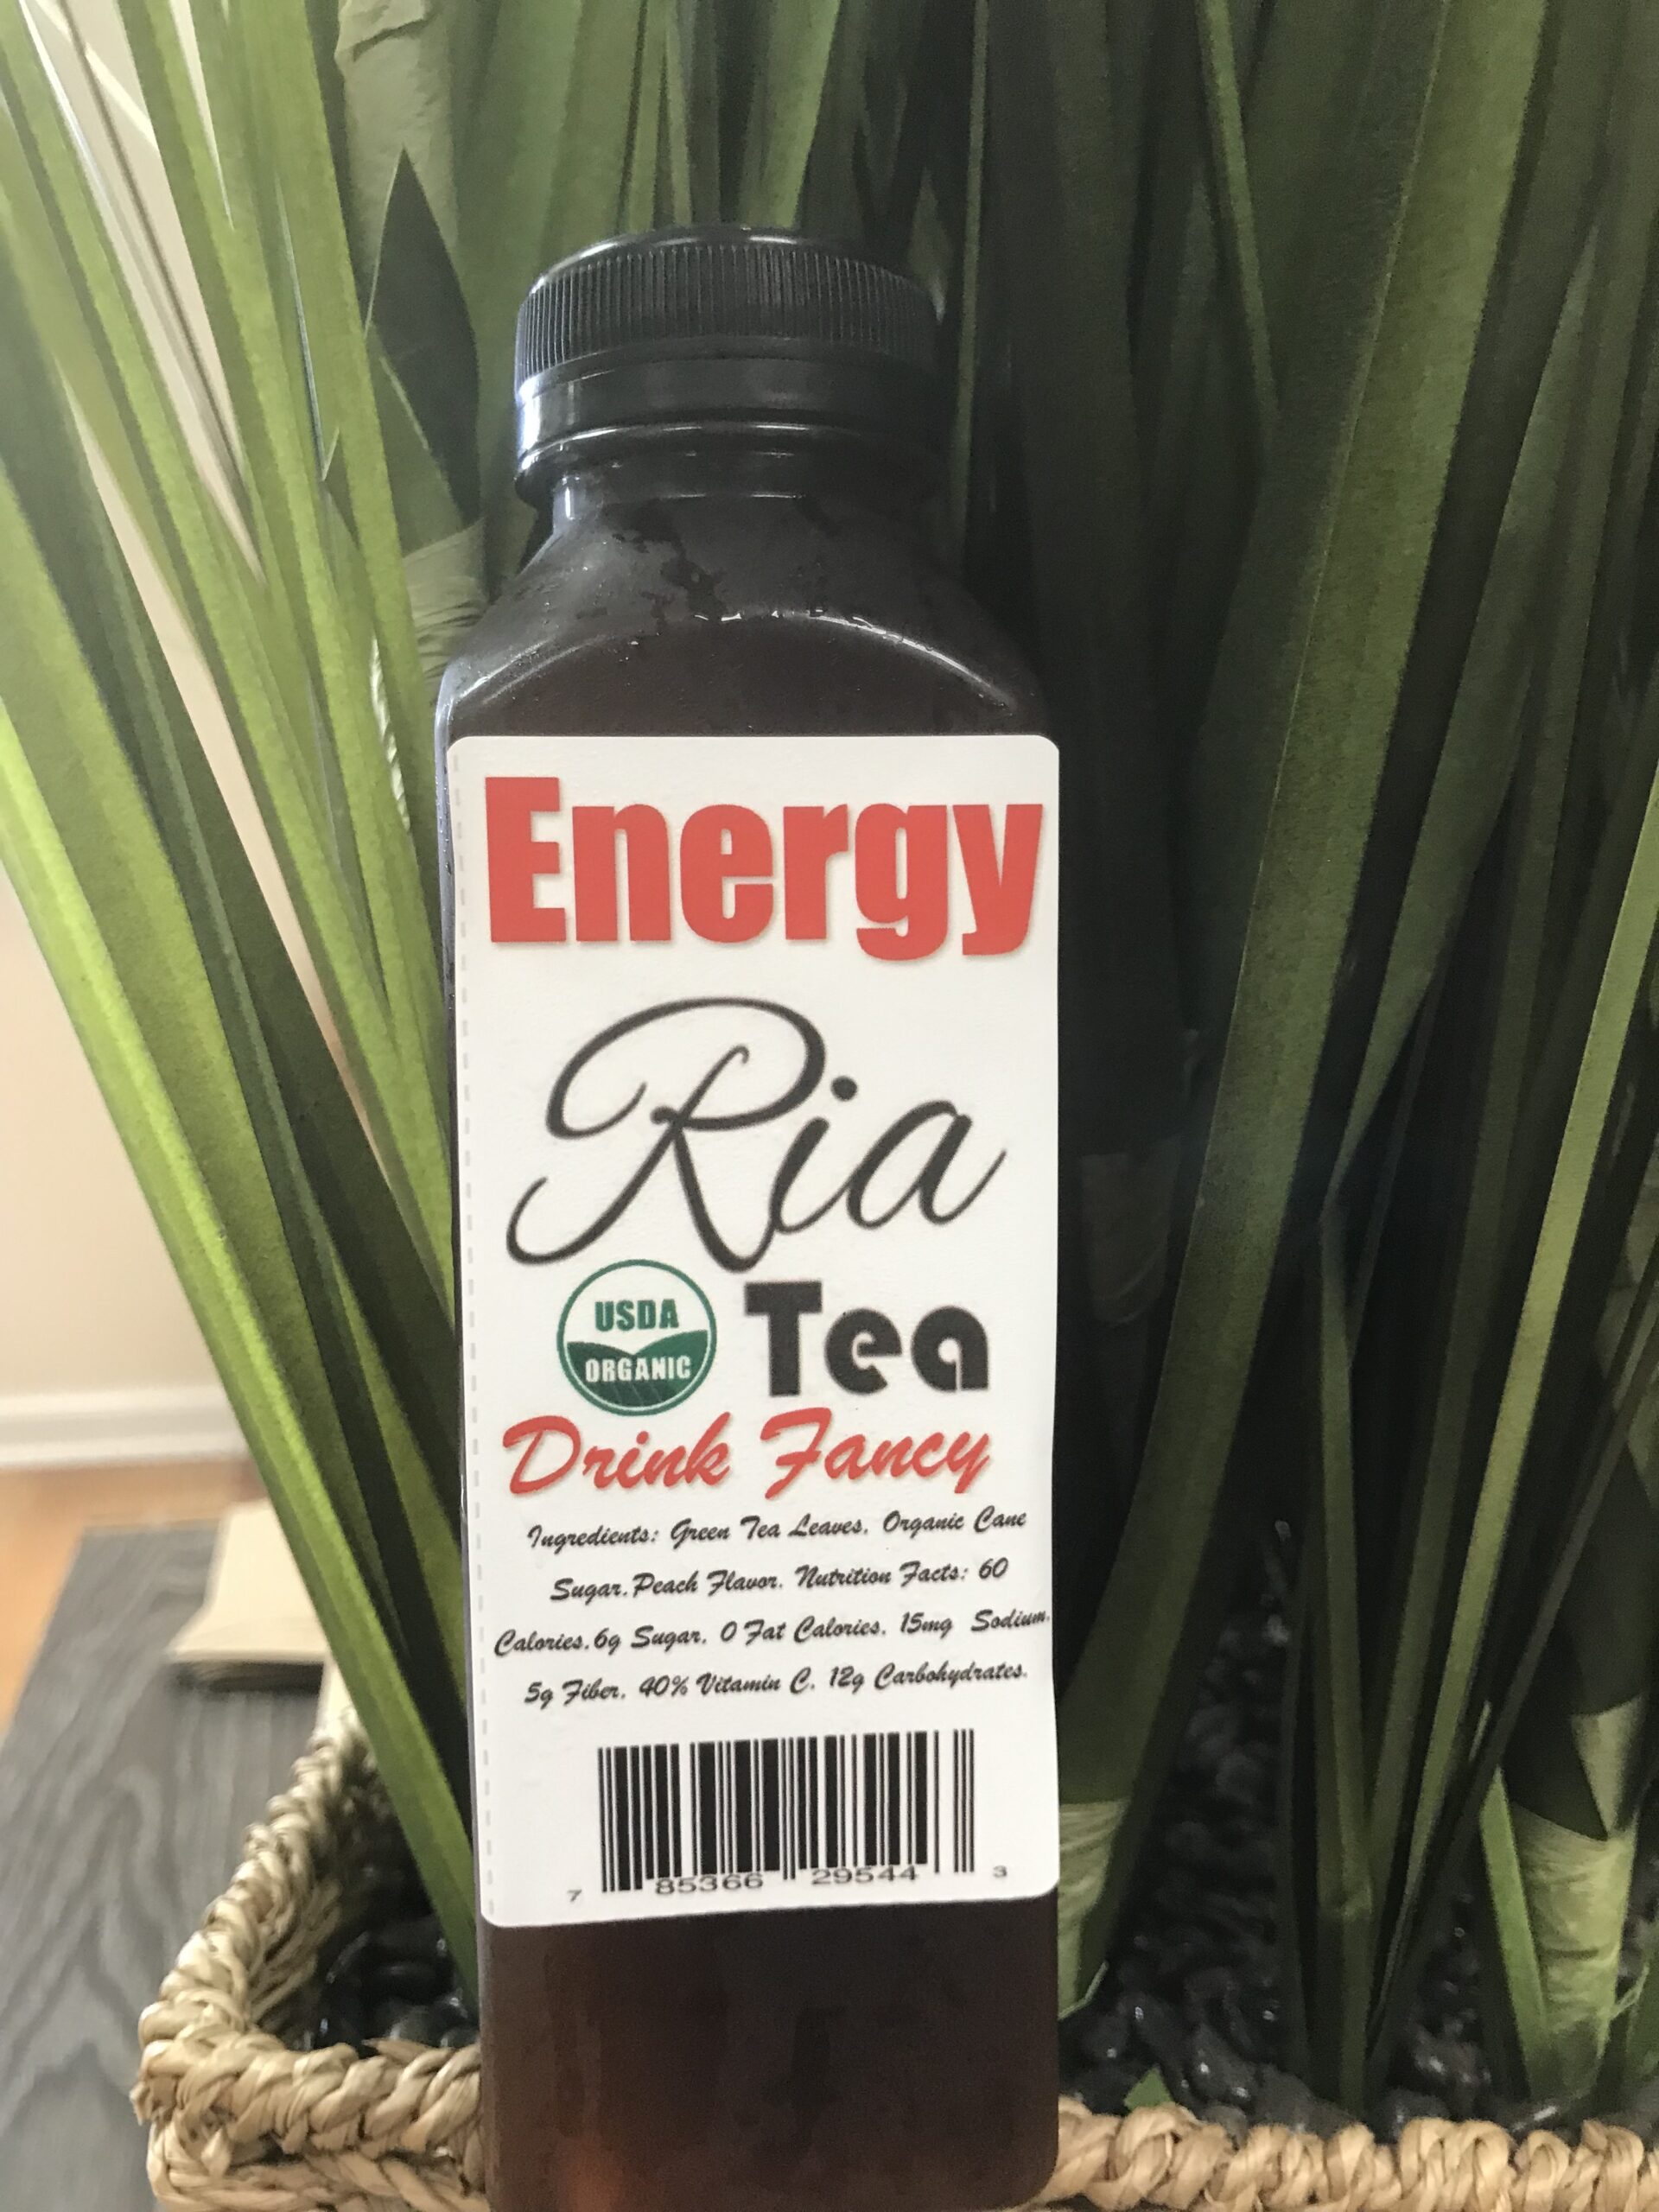 Energy
Ria
USDA
ORGANIC
Tea
Drink Fancy
Ingredients: Green Tea Leaves, Organic Cane
Sugar, Peach Flavor. Nutrition Facts: 60
Calories, 6g Sugar, 0 Fat Calories, 15mg Sodium,
5g Fiber, 40% Vitamin C, 12g Carbohydrates.
7 85366 29544 3